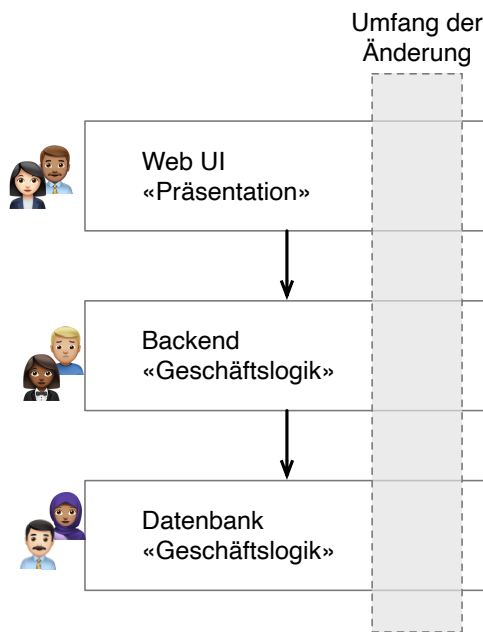 Umfang der
Änderung
Web UI
«Präsentation»
Backend
«Geschäftslogik»
Datenbank
«Geschäftslogik»